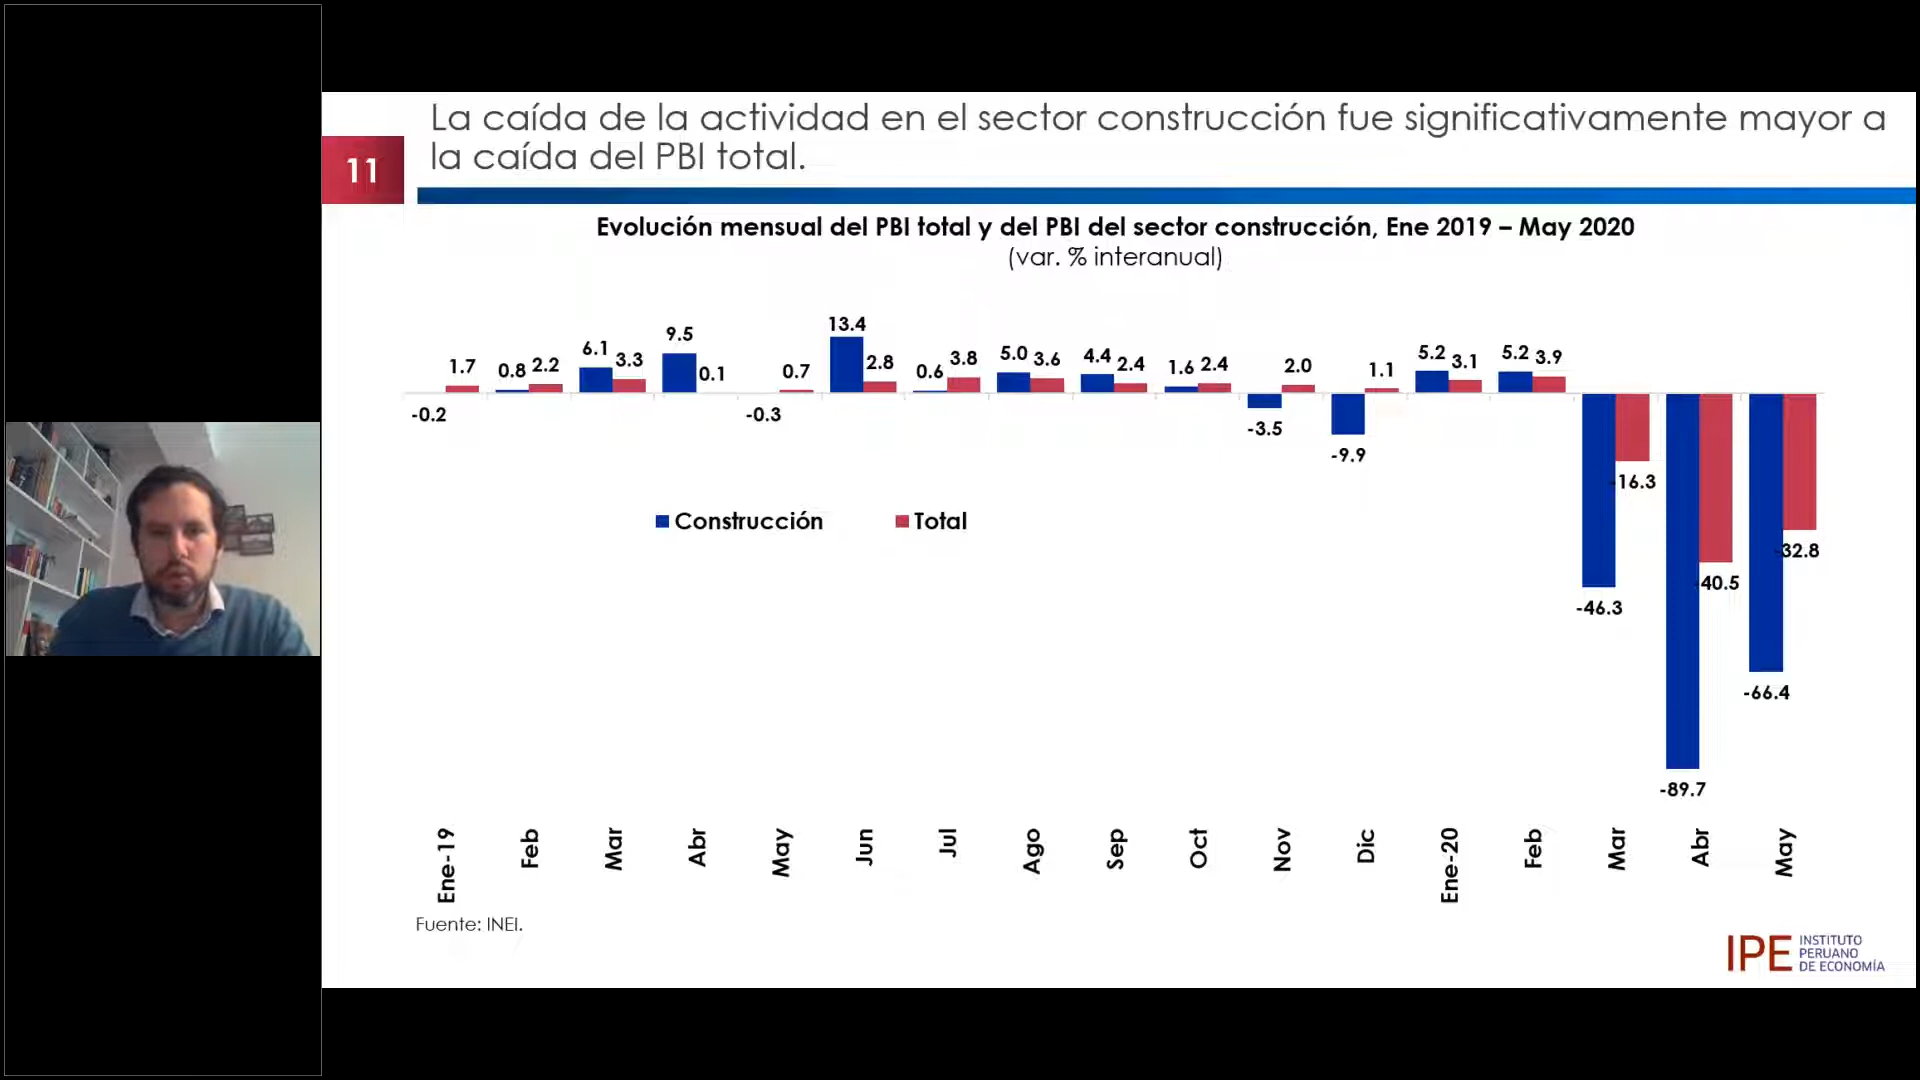 La caída de la actividad en el sector construcción fue significativamente mayor a
la caída del PBI total.
11
Evolución mensual del PBI total y del PBI del sector construcción, Ene 2019 – May 2020
(var. % interanual)
-0.2 1.7 0.8 2.2 6.1 3.3 9.5 0.1 -0.3 0.7 13.4 2.8 0.6 3.8 5.0 3.6 4.4 2.4 1.6 2.4 -3.5 2.0 -9.9 1.1 5.2 3.1 5.2 3.9 -46.3 -16.3 -89.7 -40.5 -66.4 -32.8
Construcción Total
Ene-19 Feb Mar Abr May Jun Jul Ago Sep Oct Nov Dic Ene-20 Feb Mar Abr May
Fuente: INEI.
IPE
INSTITUTO
PERUANO
DE ECONOMÍA